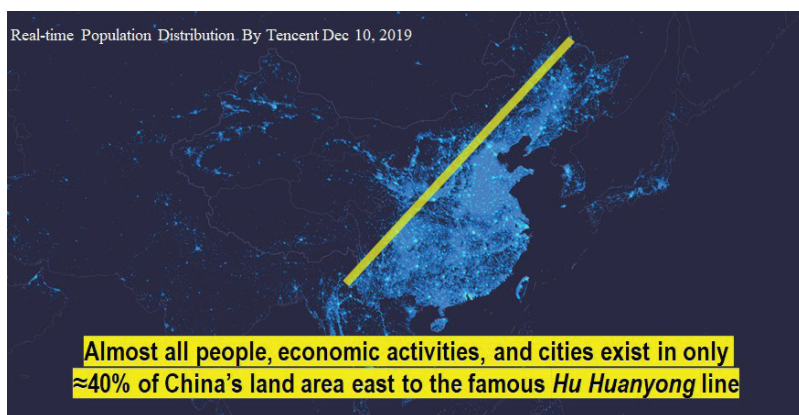 Real-time Population Distribution By Tencent Dec 10, 2019
Almost all people, economic activities, and cities exist in only
≈40% of China’s land area east to the famous Hu Huanyong line